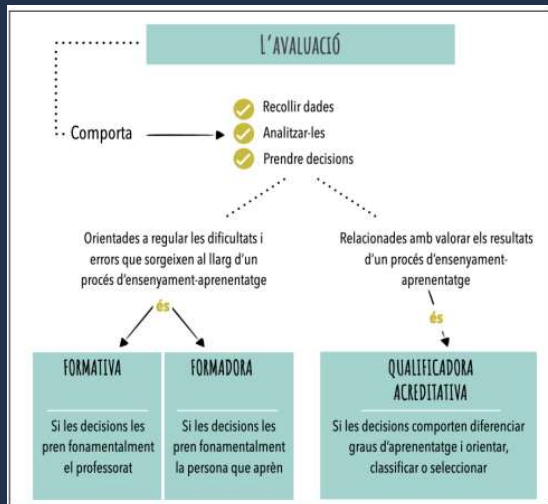 L'AVALUACIÓ
Comporta
Recollir dades
Analitzar-les
Prendre decisions
Orientades a regular les dificultats i
errors que sorgeixen al llarg d'un
procés d'ensenyament-aprenentatge
Relacionades amb valorar els resultats
d'un procés d'ensenyament-
aprenentatge
és
és
FORMATIVA
Si les decisions les
pren fonamentalment
el professorat
FORMADORA
Si les decisions les
pren fonamentalment
la persona que aprèn
QUALIFICADORA
ACREDITATIVA
Si les decisions comporten diferenciar
graus d'aprenentatge i orientar,
classificar o seleccionar